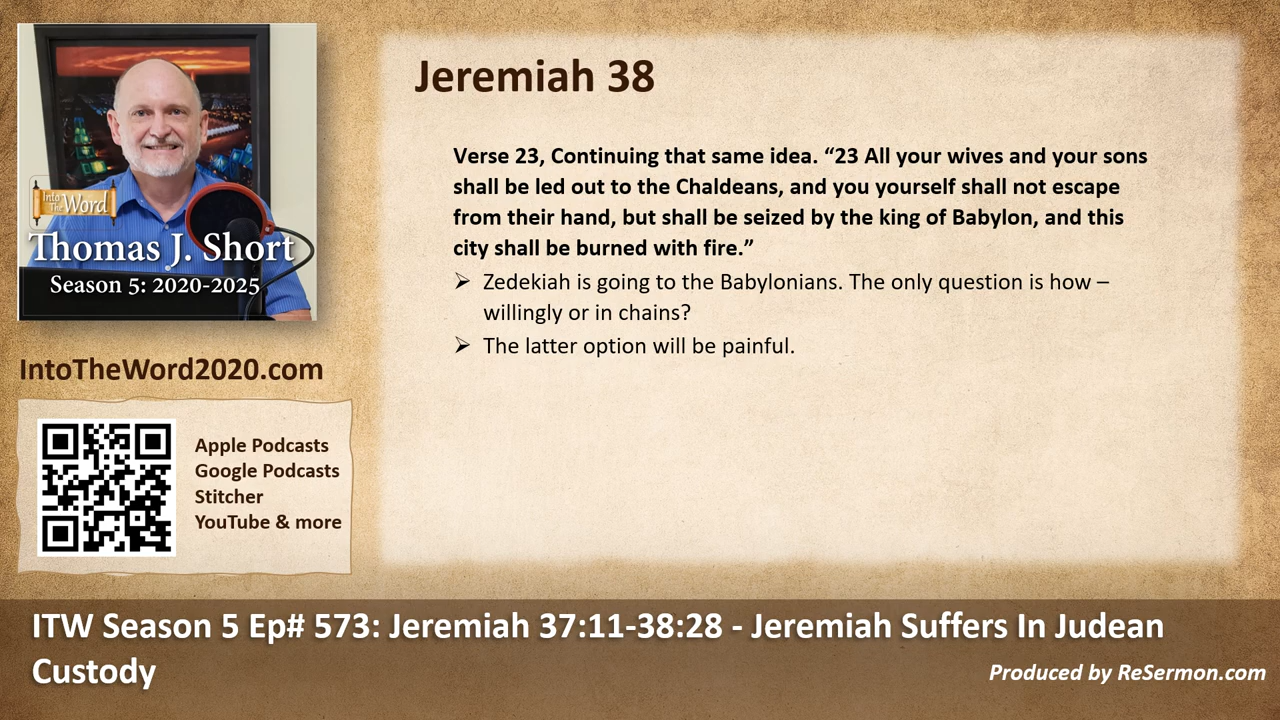 Into
The Word
Thomas J. Short
Season 5: 2020-2025
IntoTheWord2020.com
Apple Podcasts
Google Podcasts
Stitcher
YouTube & more
Jeremiah 38
Verse 23, Continuing that same idea. “23 All your wives and your sons
shall be led out to the Chaldeans, and you yourself shall not escape
from their hand, but shall be seized by the king of Babylon, and this
city shall be burned with fire.”
➢ Zedekiah is going to the Babylonians. The only question is how –
willingly or in chains?
➢ The latter option will be painful.
ITW Season 5 Ep# 573: Jeremiah 37:11-38:28 - Jeremiah Suffers In Judean
Custody
Produced by ReSermon.com